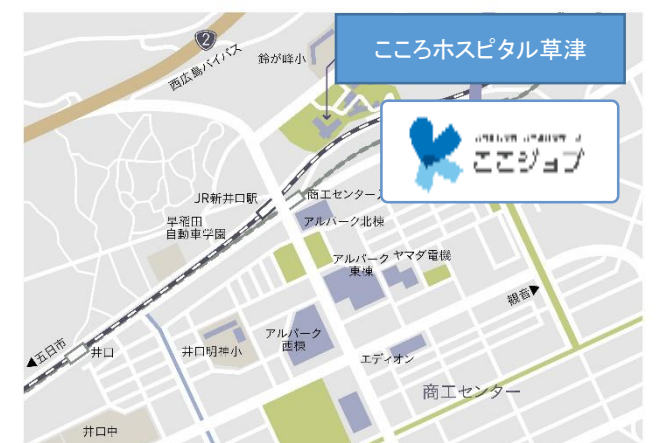 2
西広島バイパス
鈴が峰小
こころホスピタル草津
ここジョブ
JR新井口駅
商工センター
早稲田
自動車学園
アルパーク北棟
アルパーク
東棟
ヤマダ電機
観音▶
アルパーク
西棟
◀五日市
井口
井口明神小
エディオン
商工センター
井口中